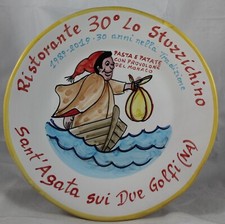 Ristorante 30° Lo Stuzzichino
1989-2019-30 anni nella tradizione
PASTA E PATATE
CON PROVOLONE
DEL MONACO
Sant'Agata sui Due Golfi (NA)